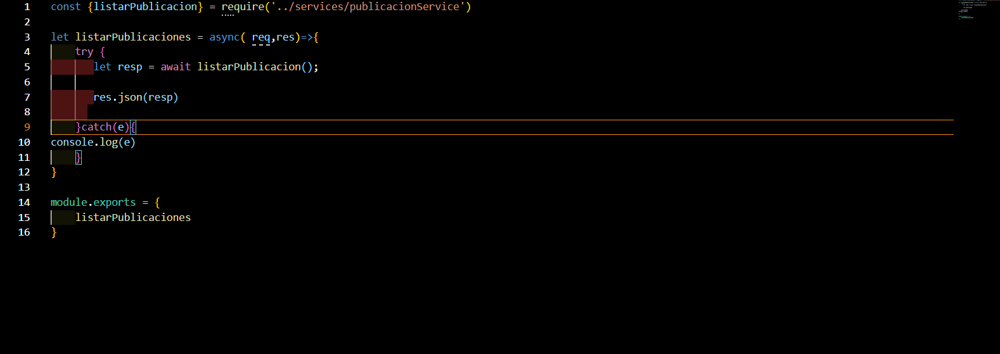 1 const {listarPublicacion} = require('../services/publicacionService')
2
3 let listarPublicaciones = async( req,res)=>{
4 try {
5 let resp = await listarPublicacion();
6
7 res.json(resp)
8
9 }catch(e){
10 console.log(e)
11 }
12 }
13
14 module.exports = {
15 listarPublicaciones
16 }